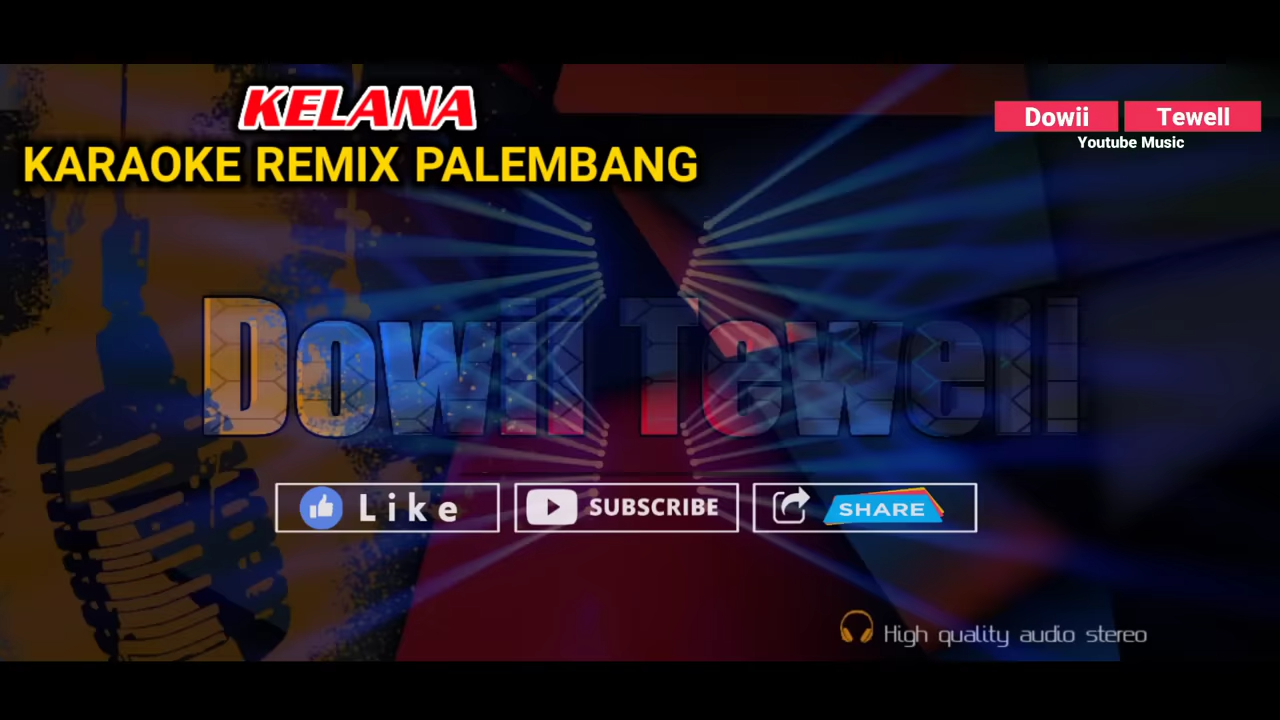 KELANA
KARAOKE REMIX PALEMBANG
Dowii Tewell
Youtube Music
Dowii Tewell
Like
SUBSCRIBE
SHARE
High quality audio stereo